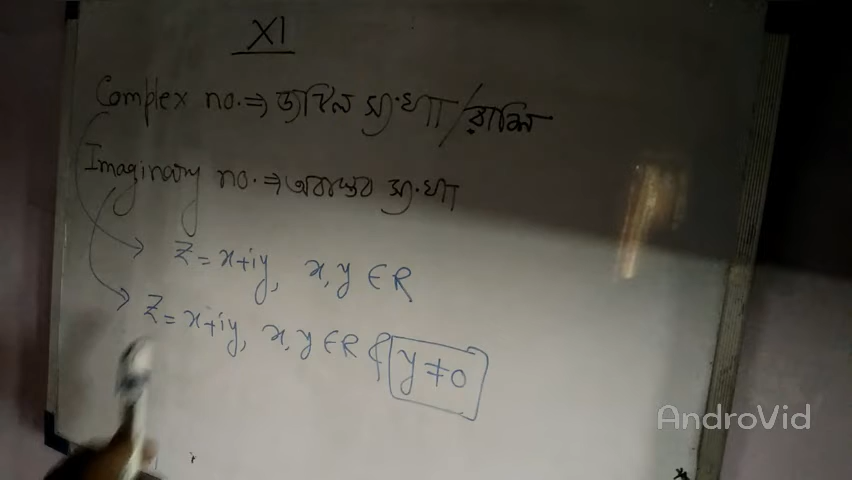 XI
Complex no. ⇒ জটিল সংখ্যা/রাশি
Imaginary no. ⇒ অবাস্তব সংখ্যা
Z = x+iy, x,y ∈ R
Z = x+iy, x,y ∈ R & y ≠ 0
AndroVid